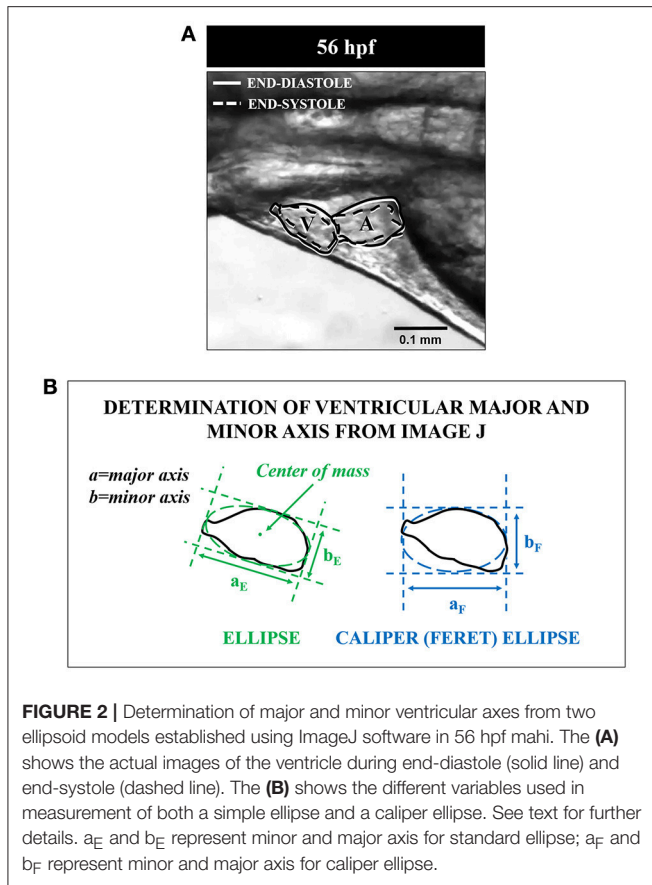 A
56 hpf
END-DIASTOLE
END-SYSTOLE
V
A
0.1 mm
B
DETERMINATION OF VENTRICULAR MAJOR AND
MINOR AXIS FROM IMAGE J
a=major axis
b=minor axis
Center of mass
bE
aE
bF
aF
ELLIPSE
CALIPER (FERET) ELLIPSE
FIGURE 2 | Determination of major and minor ventricular axes from two
ellipsoid models established using ImageJ software in 56 hpf mahi. The (A)
shows the actual images of the ventricle during end-diastole (solid line) and
end-systole (dashed line). The (B) shows the different variables used in
measurement of both a simple ellipse and a caliper ellipse. See text for further
details. aE and bE represent minor and major axis for standard ellipse; aF and
bF represent minor and major axis for caliper ellipse.